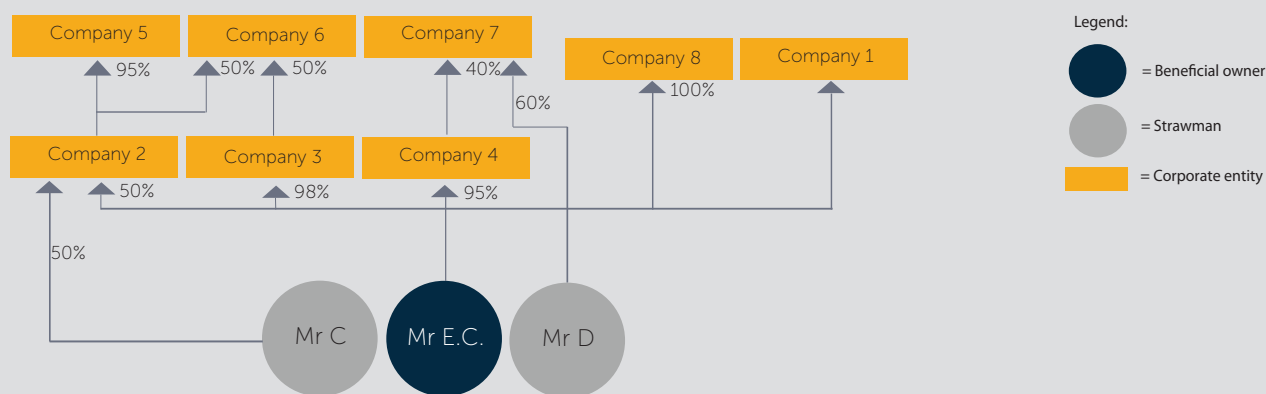 Company 5
Company 6
Company 7
Company 8
Company 1
Legend:
= Beneficial owner
= Strawman
= Corporate entity
95%
50%
50%
40%
60%
100%
Company 2
Company 3
Company 4
50%
98%
95%
50%
Mr C
Mr E.C.
Mr D